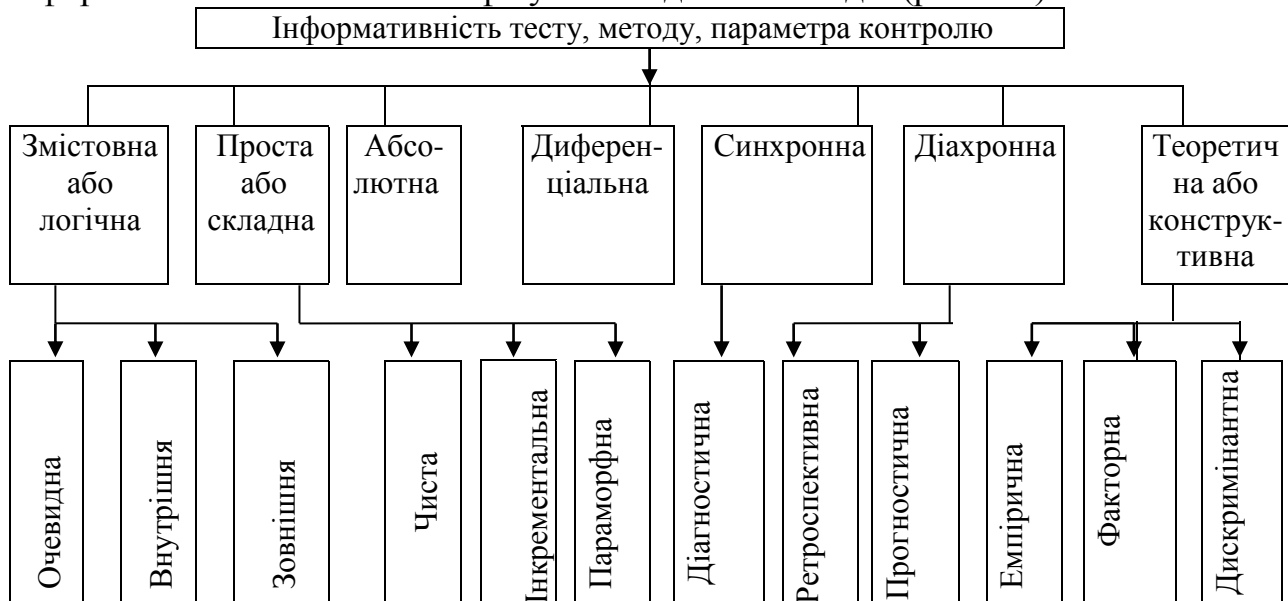 Інформативність тесту, методу, параметра контролю
Змістовна
або
логічна
Проста
або
складна
Абсо-
лютна
Диферен-
ціальна
Синхронна
Діахронна
Теоретич
на або
конструк-
тивна
Очевидна
Внутрішня
Зовнішня
Чиста
Інкрементальна
Параморфна
Діагностична
Ретроспективна
Прогностична
Емпірична
Факторна
Дискримінантна